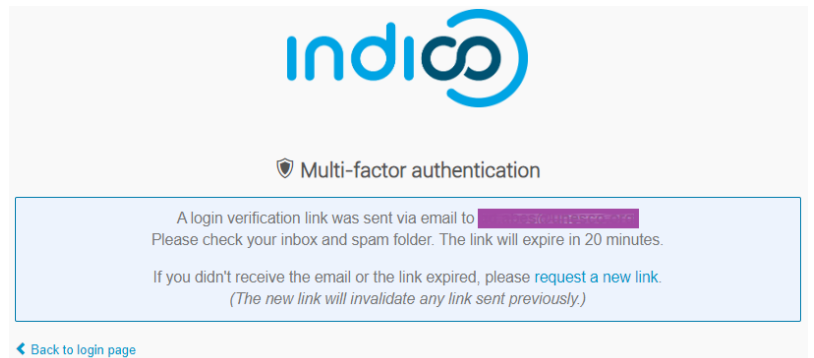 indico
Multi-factor authentication
A login verification link was sent via email to
Please check your inbox and spam folder. The link will expire in 20 minutes.
If you didn't receive the email or the link expired, please request a new link.
(The new link will invalidate any link sent previously.)
Back to login page